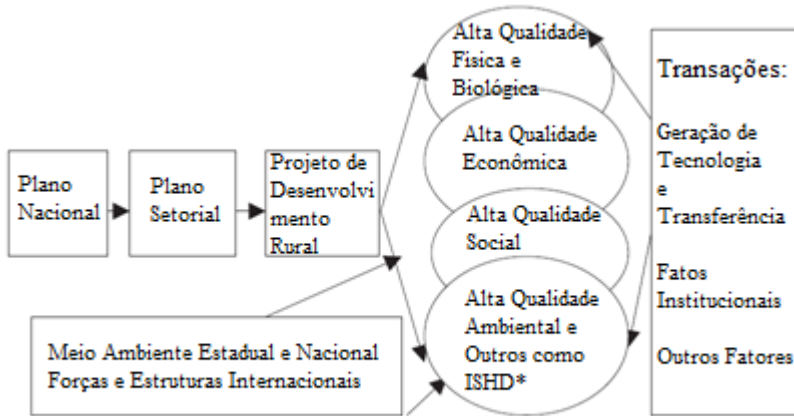 Plano
Nacional
Plano
Setorial
Projeto de
Desenvolvi
mento
Rural
Alta Qualidade
Física e
Biológica
Alta Qualidade
Econômica
Alta Qualidade
Social
Alta Qualidade
Ambiental e
Outros como
ISHD*
Transações:
Geração de
Tecnologia
e
Transferência
Fatos
Institucionais
Outros Fatores
Meio Ambiente Estadual e Nacional
Forças e Estruturas Internacionais